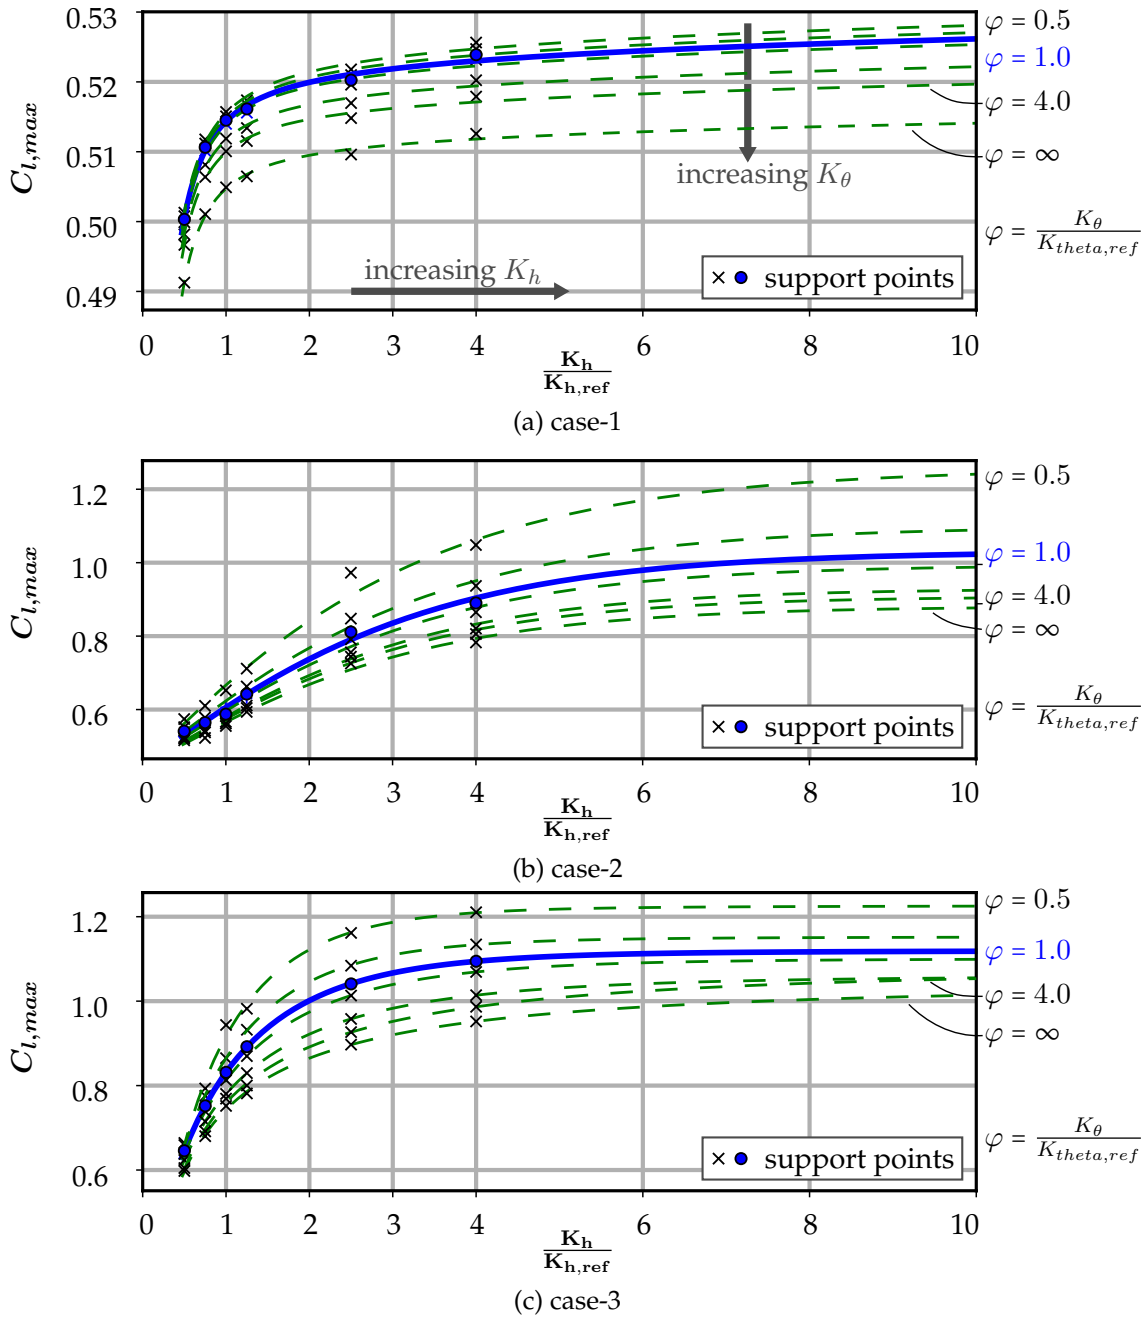 0.53
0.52
0.51
0.50
0.49
C_{l,max}
φ = 0.5
φ = 1.0
φ = 4.0
φ = ∞
increasing K_θ
φ = K_θ / K_{theta,ref}
increasing K_h
support points
0 1 2 4 6 8 10
K_h / K_{h,ref}
(a) case-1
1.2
1.0
0.8
0.6
C_{l,max}
φ = 0.5
φ = 1.0
φ = 4.0
φ = ∞
φ = K_θ / K_{theta,ref}
support points
0 1 2 4 6 8 10
K_h / K_{h,ref}
(b) case-2
1.2
1.0
0.8
0.6
C_{l,max}
φ = 0.5
φ = 1.0
φ = 4.0
φ = ∞
φ = K_θ / K_{theta,ref}
support points
0 1 2 4 6 8 10
K_h / K_{h,ref}
(c) case-3